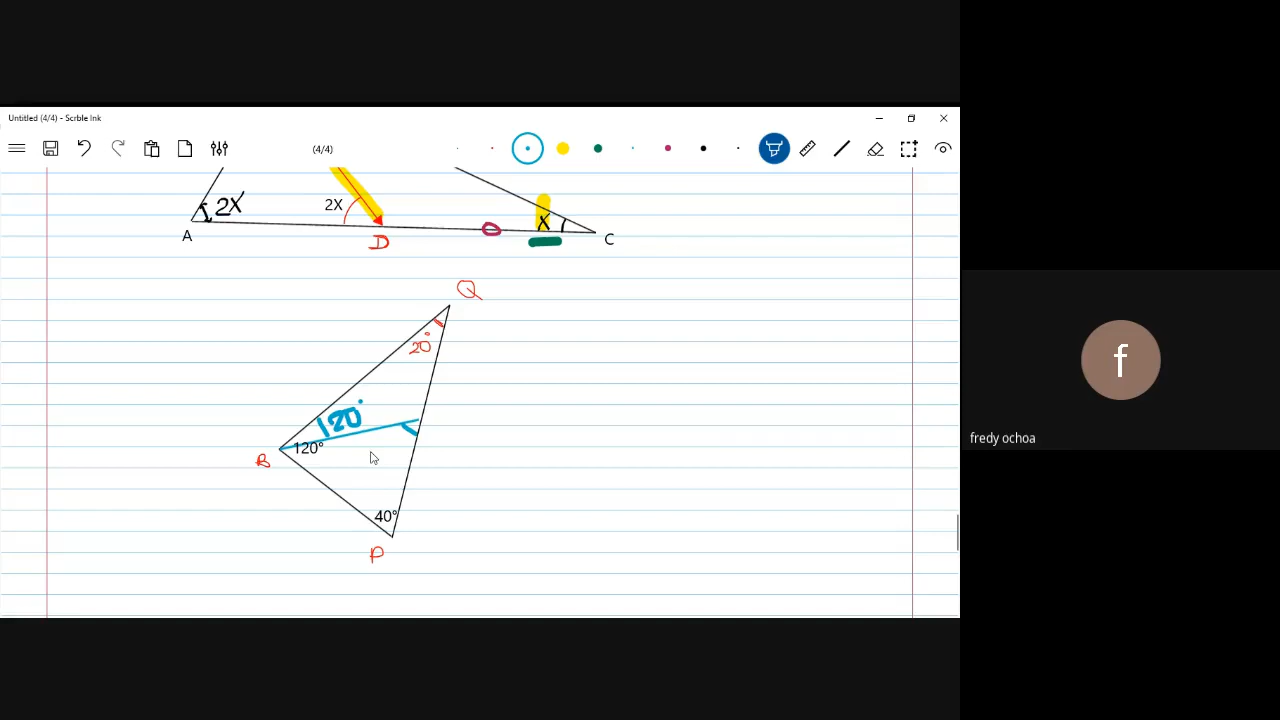 Untitled (4/4) - Scrble Ink
(4/4)
2X
2X
X
A
D
C
Q
20°
120°
120°
B
40°
P
f
fredy ochoa